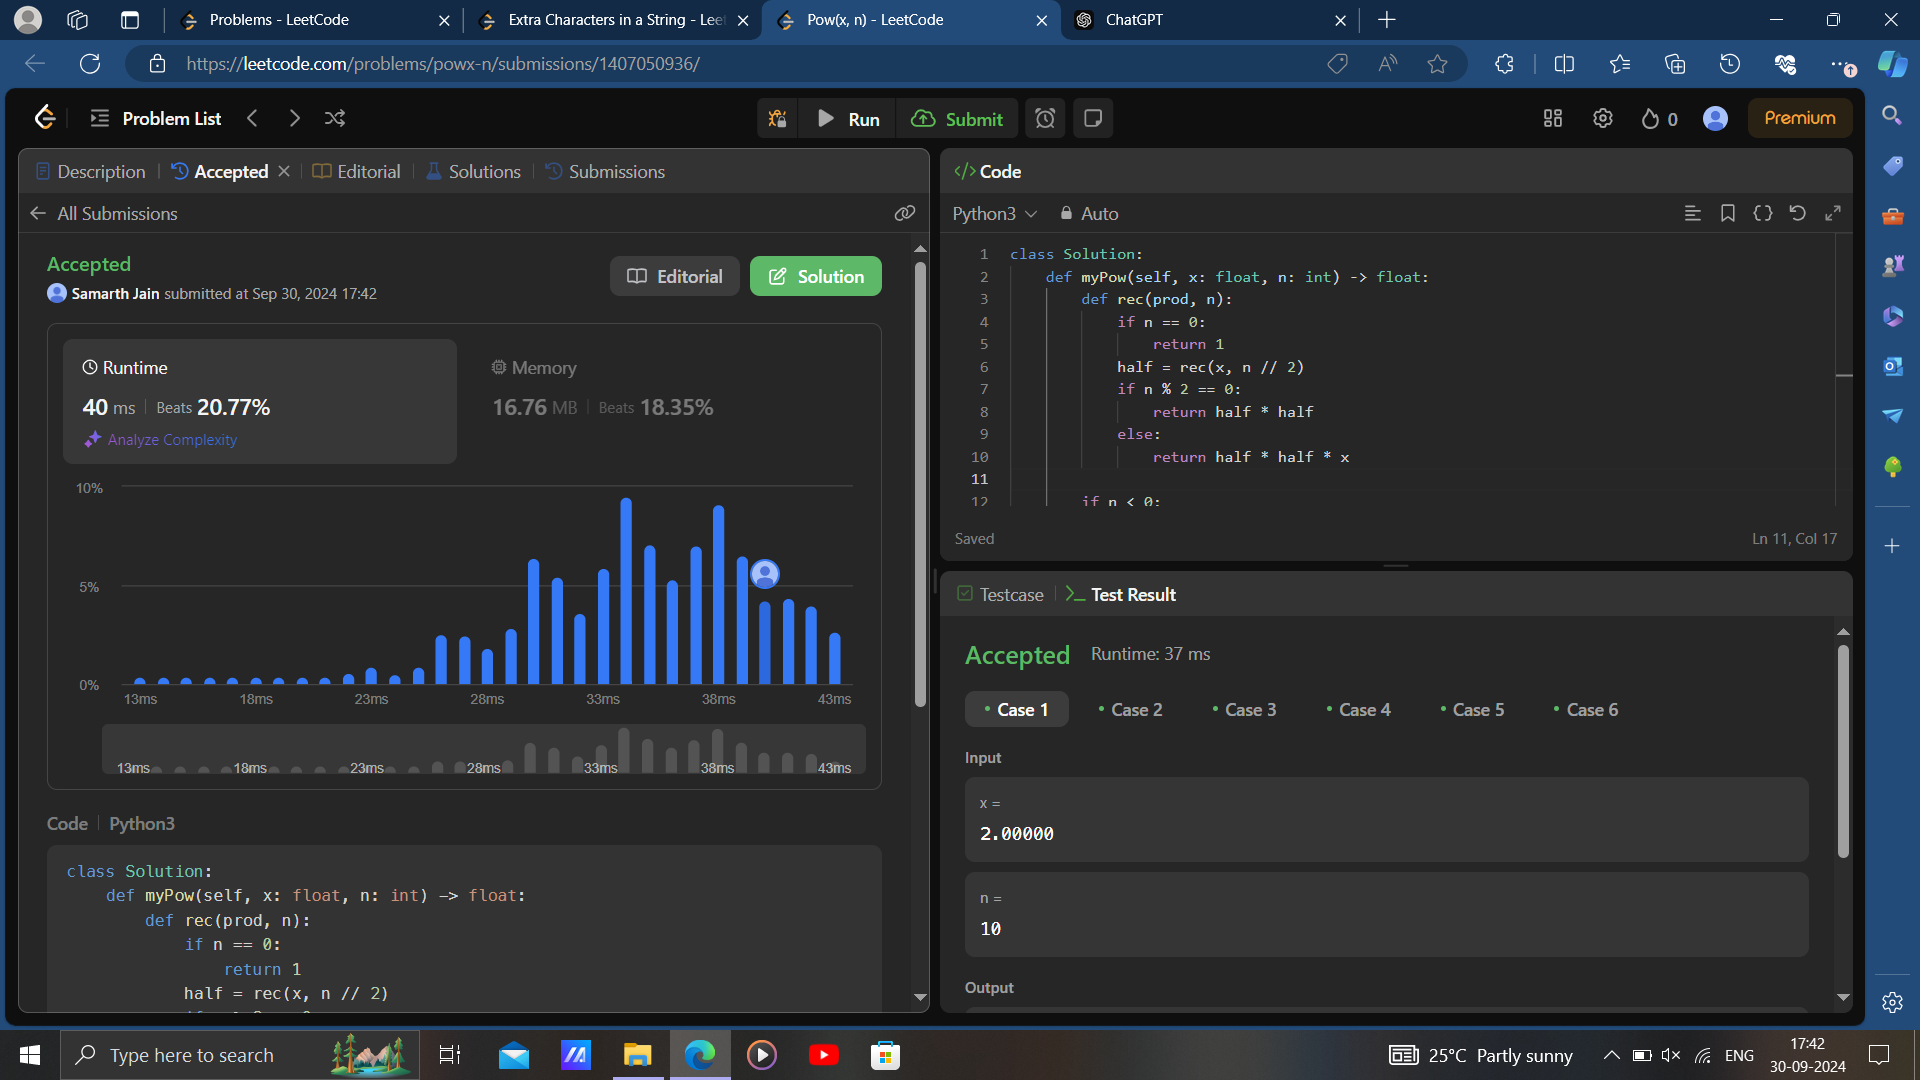 Problems - LeetCode
Extra Characters in a String - Leet
Pow(x, n) - LeetCode
ChatGPT
https://leetcode.com/problems/powx-n/submissions/1407050936/
Problem List
Run
Submit
0
Premium
Description
Accepted
Editorial
Solutions
Submissions
All Submissions
Accepted
Samarth Jain submitted at Sep 30, 2024 17:42
Editorial
Solution
Runtime
40 ms Beats 20.77%
Analyze Complexity
Memory
16.76 MB Beats 18.35%
10%
5%
0%
13ms 18ms 23ms 28ms 33ms 38ms 43ms
13ms 18ms 23ms 28ms 33ms 38ms 43ms
Code Python3
class Solution:
def myPow(self, x: float, n: int) -> float:
def rec(prod, n):
if n == 0:
return 1
half = rec(x, n // 2)
</> Code
Python3 Auto
1 class Solution:
2 def myPow(self, x: float, n: int) -> float:
3 def rec(prod, n):
4 if n == 0:
5 return 1
6 half = rec(x, n // 2)
7 if n % 2 == 0:
8 return half * half
9 else:
10 return half * half * x
11
12 if n < 0:
Saved
Ln 11, Col 17
Testcase
Test Result
Accepted Runtime: 37 ms
Case 1 Case 2 Case 3 Case 4 Case 5 Case 6
Input
x =
2.00000
n =
10
Output
Type here to search
25°C Partly sunny
ENG
17:42
30-09-2024